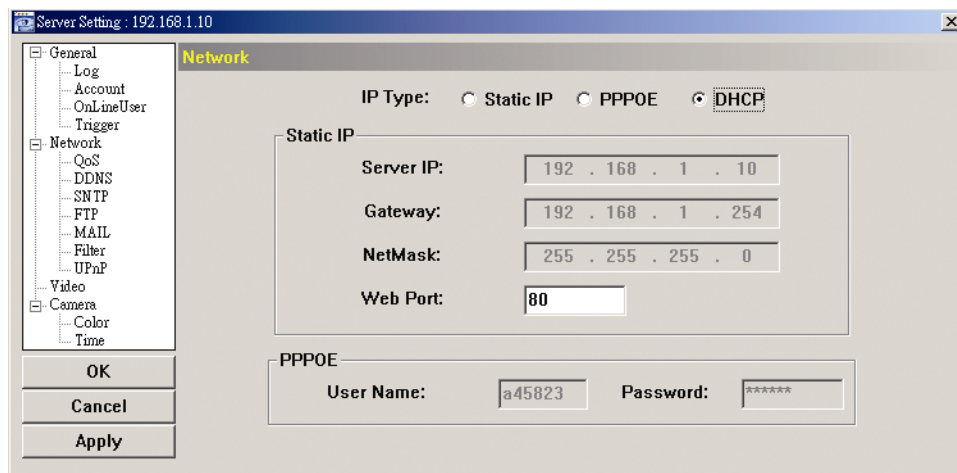 Server Setting : 192.168.1.10
General
Log
Account
OnLineUser
Trigger
Network
QoS
DDNS
SNTP
FTP
MAIL
Filter
UPnP
Video
Camera
Color
Time
OK
Cancel
Apply
Network
IP Type: Static IP PPPOE DHCP
Static IP
Server IP: 192 . 168 . 1 . 10
Gateway: 192 . 168 . 1 . 254
NetMask: 255 . 255 . 255 . 0
Web Port: 80
PPPOE
User Name: a45823 Password: ******